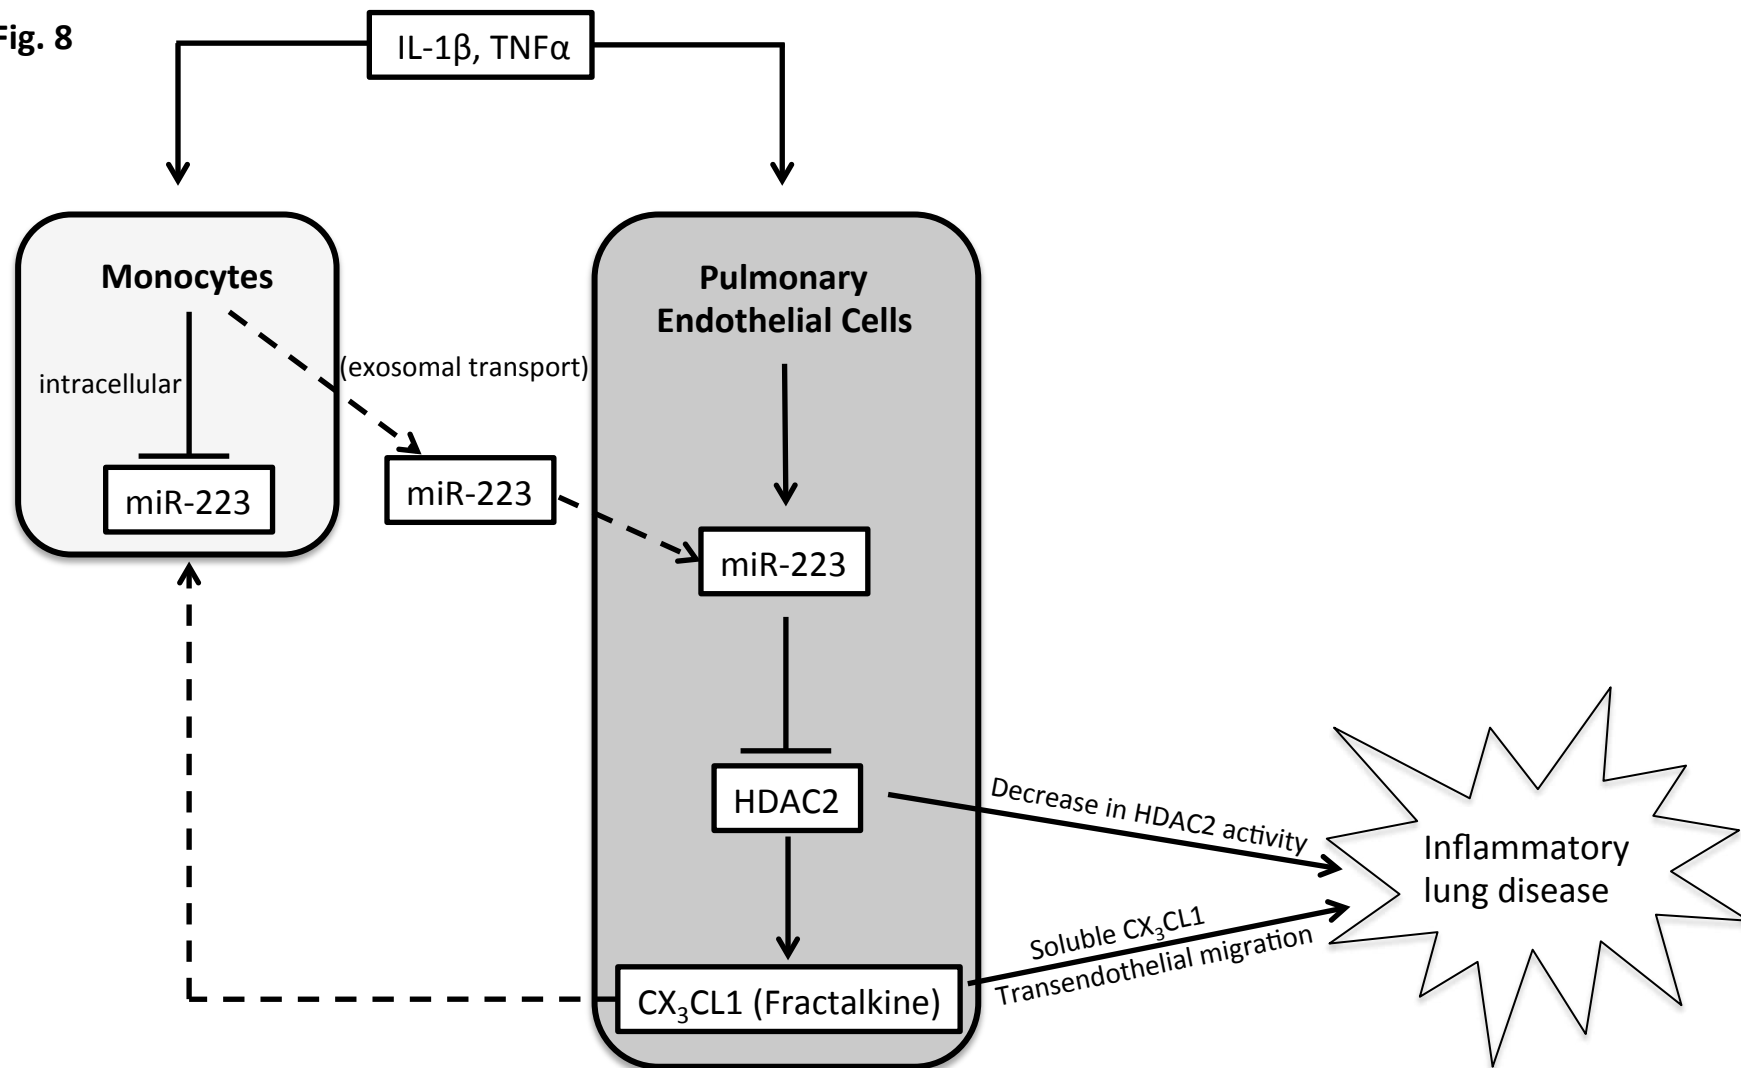 Fig. 8
IL-1β, TNFα
Monocytes
Pulmonary
Endothelial Cells
intracellular
(exosomal transport)
miR-223
miR-223
miR-223
HDAC2
Decrease in HDAC2 activity
Inflammatory
lung disease
Soluble CX₃CL1
Transendothelial migration
CX₃CL1 (Fractalkine)